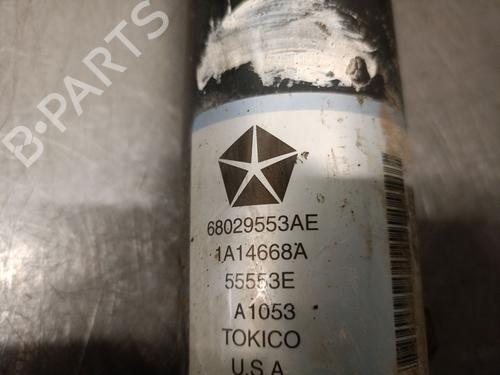 B-PARTS
68029553AE
1A14668A
55553E
A1053
TOKICO
U.S.A